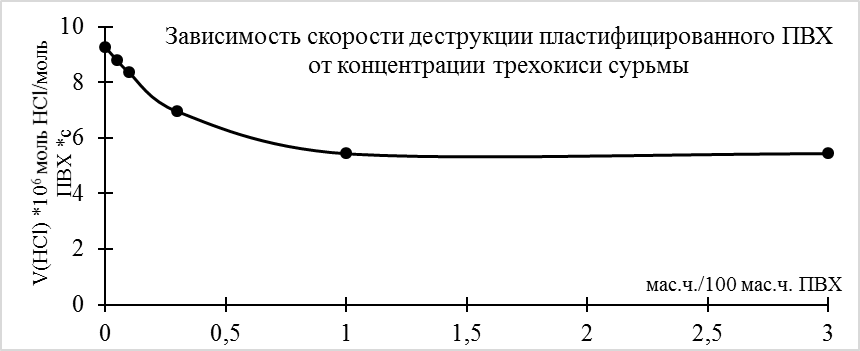 Зависимость скорости деструкции пластифицированного ПВХ
от концентрации трехокиси сурьмы
V(HCl) *10⁶ моль HCl/моль
ПВХ *с
10
8
6
4
2
0
мас.ч./100 мас.ч. ПВХ
0 0,5 1 1,5 2 2,5 3